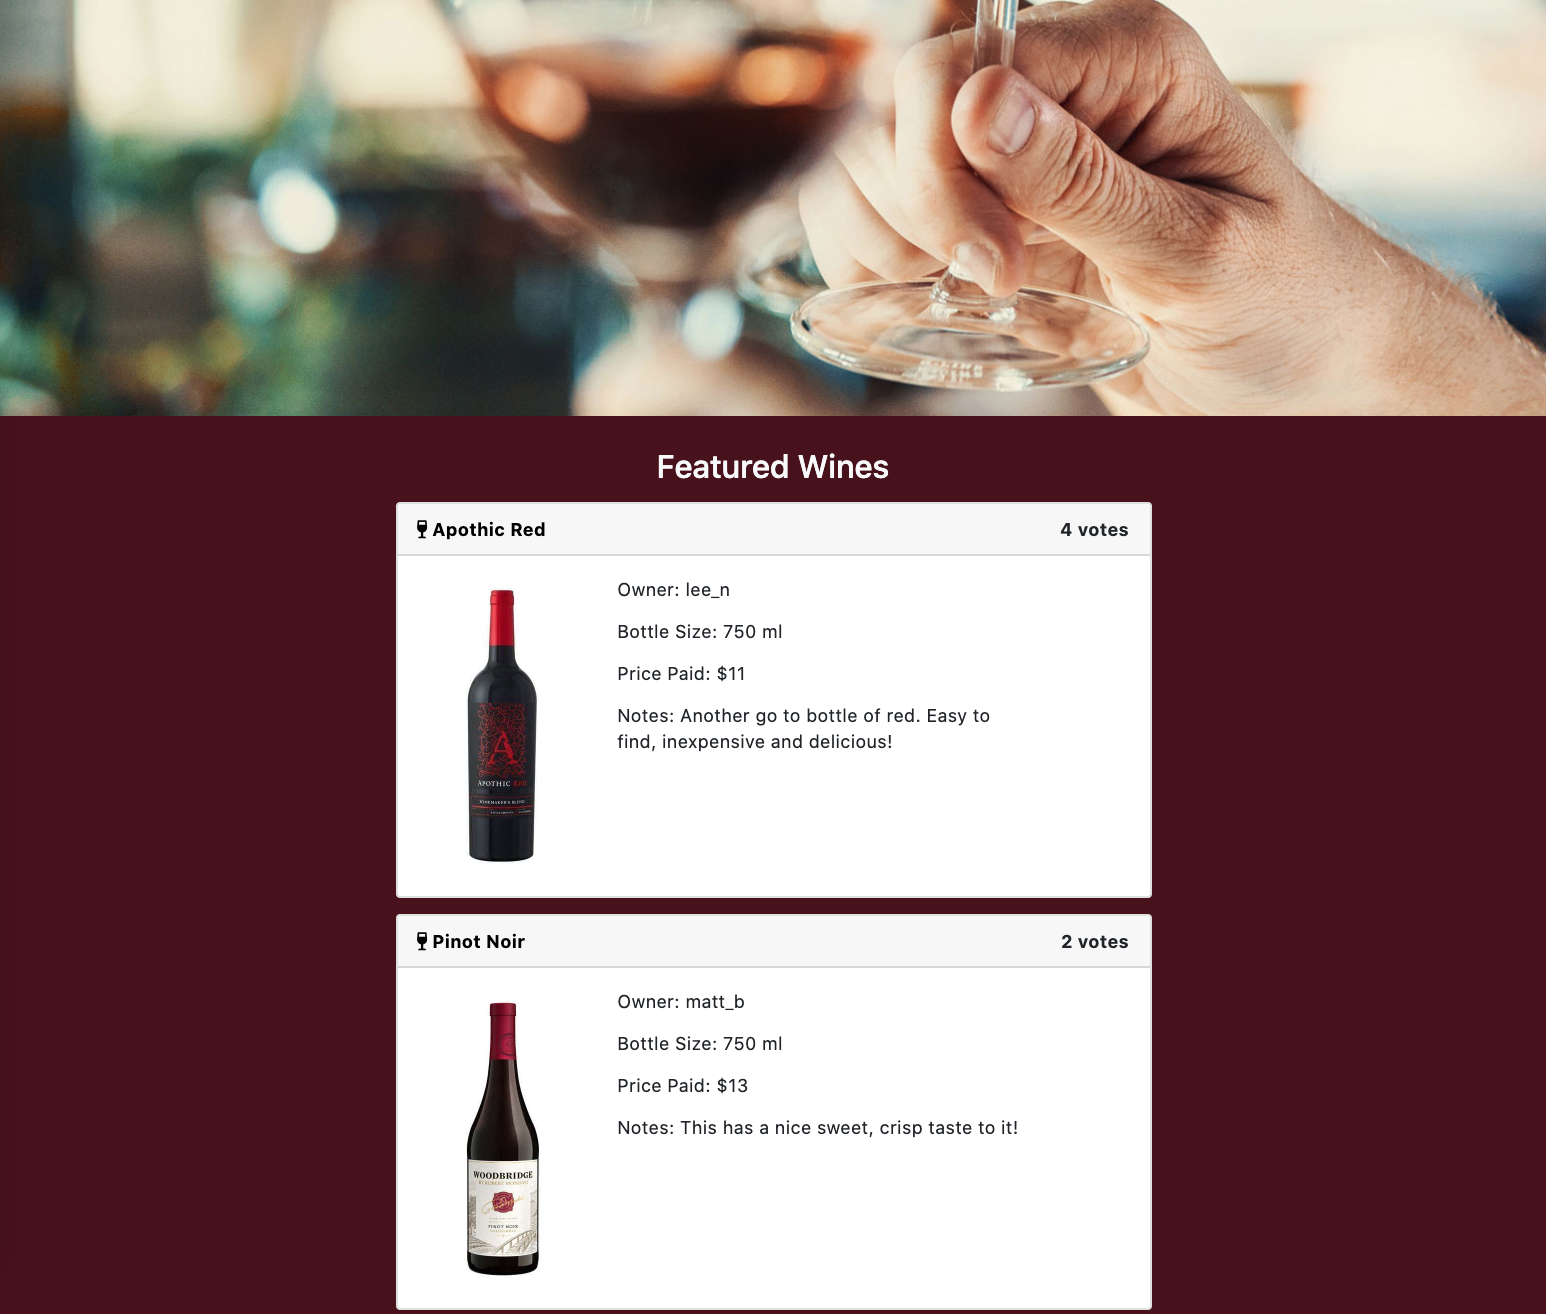 Featured Wines
Apothic Red
4 votes
Owner: lee_n
Bottle Size: 750 ml
Price Paid: $11
Notes: Another go to bottle of red. Easy to
find, inexpensive and delicious!
A
APOTHIC RED
WINEMAKER'S BLEND
Pinot Noir
2 votes
Owner: matt_b
Bottle Size: 750 ml
Price Paid: $13
Notes: This has a nice sweet, crisp taste to it!
WOODBRIDGE
BY ROBERT MONDAVI
PINOT NOIR
CALIFORNIA